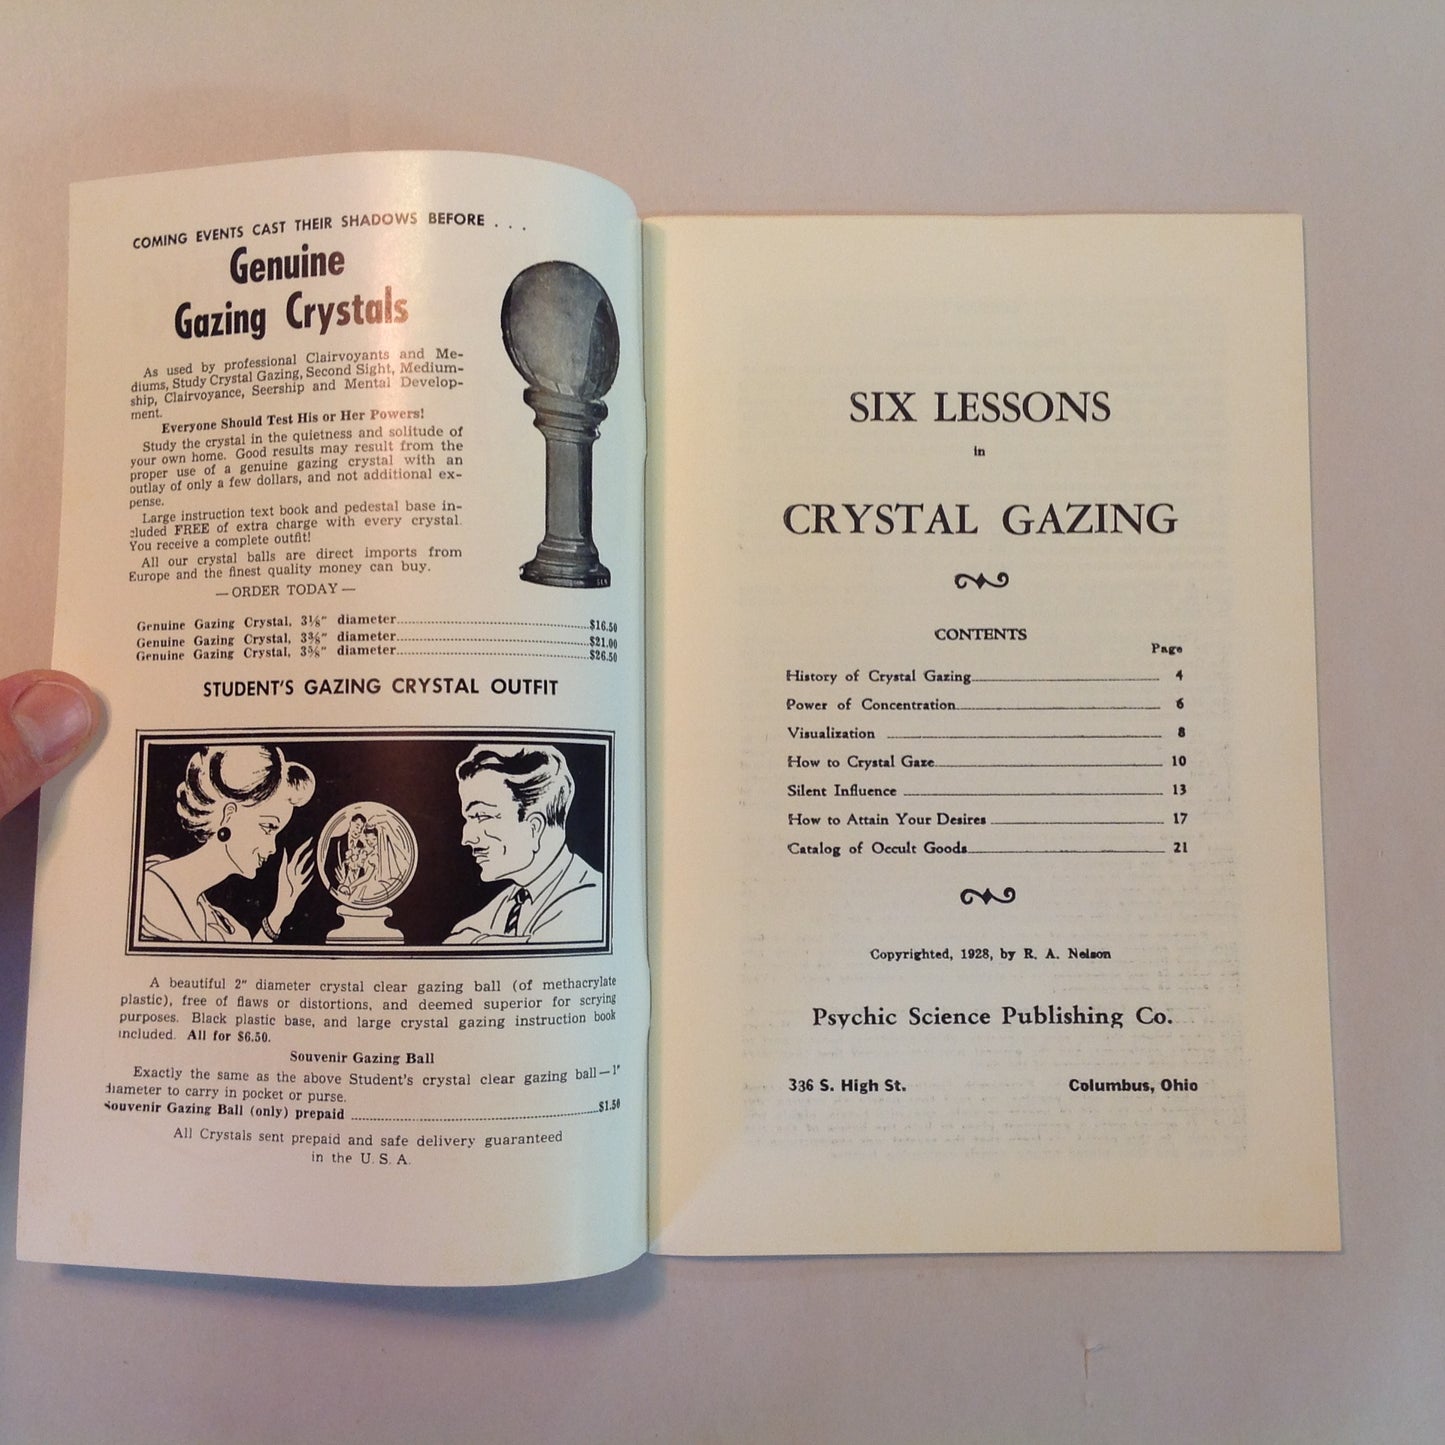 COMING EVENTS CAST THEIR SHADOWS BEFORE . . .
Genuine
Gazing Crystals
As used by professional Clairvoyants and Me-
diums, Study Crystal Gazing, Second Sight, Medium-
ship, Clairvoyance, Seership and Mental Develop-
ment.
Everyone Should Test His or Her Powers!
Study the crystal in the quietness and solitude of
your own home. Good results may result from the
proper use of a genuine gazing crystal with an
outlay of only a few dollars, and not additional ex-
pense.
Large instruction text book and pedestal base in-
cluded FREE of extra charge with every crystal.
You receive a complete outfit!
All our crystal balls are direct imports from
Europe and the finest quality money can buy.
— ORDER TODAY —
Genuine Gazing Crystal, 3⅛" diameter $16.50
Genuine Gazing Crystal, 3⅜" diameter $21.00
Genuine Gazing Crystal, 3⅝" diameter $26.50
STUDENT'S GAZING CRYSTAL OUTFIT
A beautiful 2" diameter crystal clear gazing ball (of methacrylate
plastic), free of flaws or distortions, and deemed superior for scrying
purposes. Black plastic base, and large crystal gazing instruction book
included. All for $6.50.
Souvenir Gazing Ball
Exactly the same as the above Student's crystal clear gazing ball—1"
diameter to carry in pocket or purse.
Souvenir Gazing Ball (only) prepaid $1.50
All Crystals sent prepaid and safe delivery guaranteed
in the U. S. A.
SIX LESSONS
in
CRYSTAL GAZING
CONTENTS
Page
History of Crystal Gazing 4
Power of Concentration 6
Visualization 8
How to Crystal Gaze 10
Silent Influence 13
How to Attain Your Desires 17
Catalog of Occult Goods 21
Copyrighted, 1928, by R. A. Nelson
Psychic Science Publishing Co.
336 S. High St. Columbus, Ohio